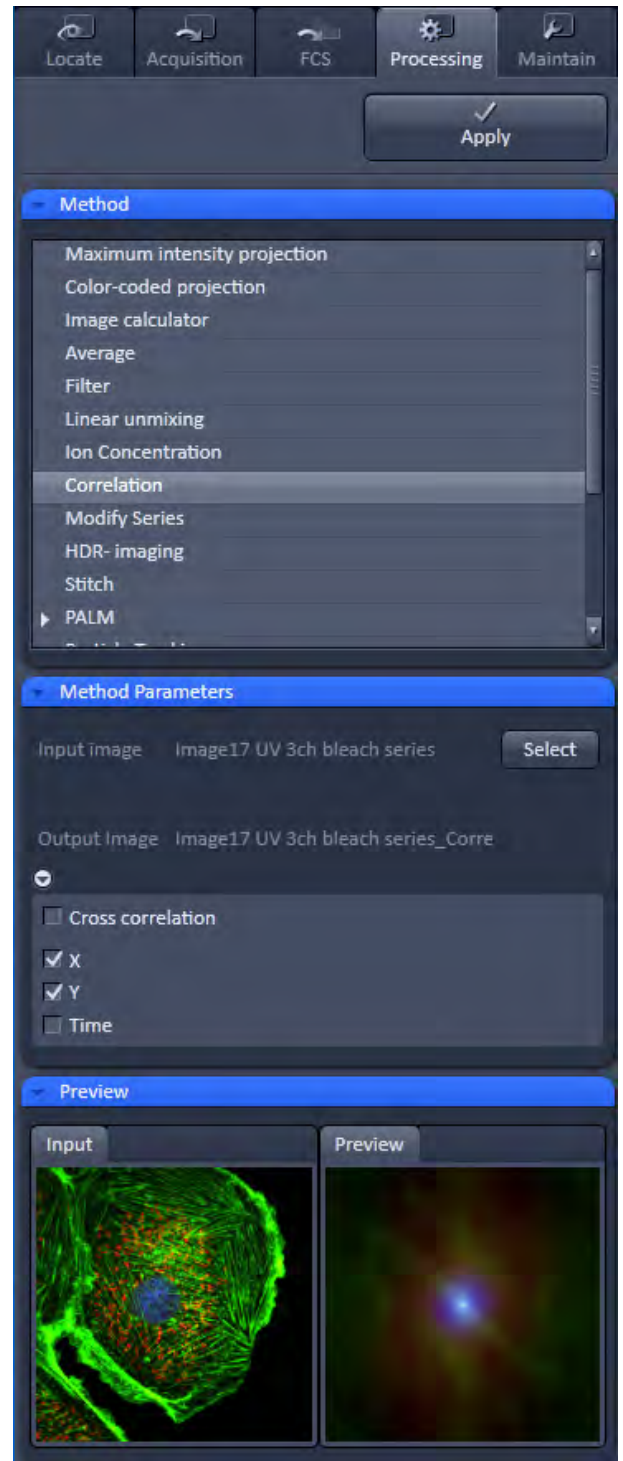 Locate Acquisition FCS Processing Maintain
Apply
Method
Maximum intensity projection
Color-coded projection
Image calculator
Average
Filter
Linear unmixing
Ion Concentration
Correlation
Modify Series
HDR- imaging
Stitch
PALM
Method Parameters
Input image Image17 UV 3ch bleach series Select
Output Image Image17 UV 3ch bleach series_Corre
Cross correlation
X
Y
Time
Preview
Input Preview